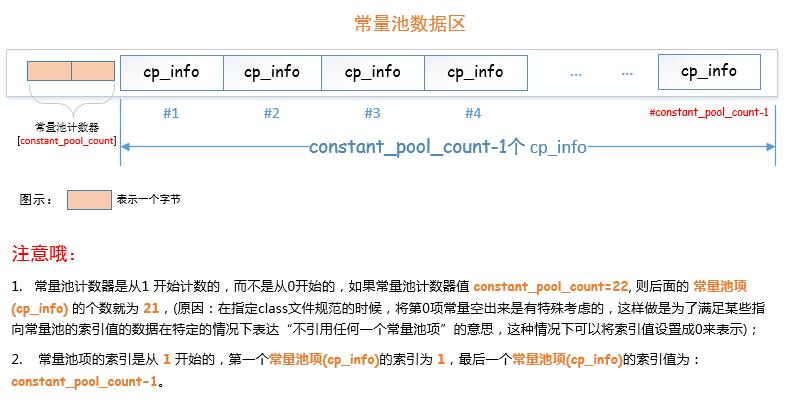 常量池数据区
cp_info cp_info cp_info cp_info ... ... cp_info
#1 #2 #3 #4 #constant_pool_count-1
常量池计数器
[constant_pool_count]
constant_pool_count-1个 cp_info
图示： 表示一个字节
注意哦：
1. 常量池计数器是从1 开始计数的，而不是从0开始的，如果常量池计数器值 constant_pool_count=22, 则后面的 常量池项
(cp_info) 的个数就为 21，(原因：在指定class文件规范的时候，将第0项常量空出来是有特殊考虑的，这样做是为了满足某些指
向常量池的索引值的数据在特定的情况下表达“不引用任何一个常量池项”的意思，这种情况下可以将索引值设置成0来表示)；
2. 常量池项的索引是从 1 开始的，第一个常量池项(cp_info)的索引为 1，最后一个常量池项(cp_info)的索引值为：
constant_pool_count-1。